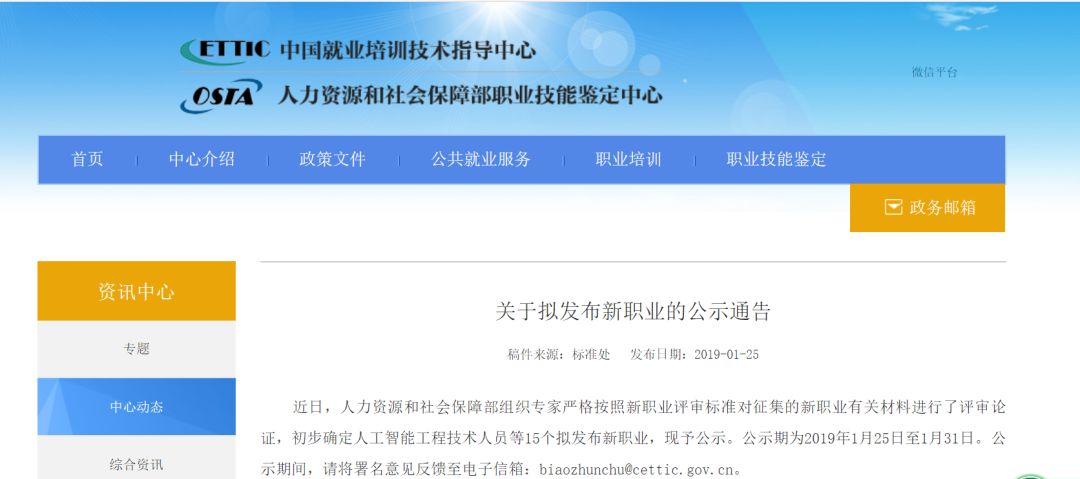 CETTIC 中国就业培训技术指导中心
OSTA 人力资源和社会保障部职业技能鉴定中心
微信平台
首页 中心介绍 政策文件 公共就业服务 职业培训 职业技能鉴定
政务邮箱
资讯中心
专题
中心动态
综合资讯
关于拟发布新职业的公示通告
稿件来源：标准处 发布日期：2019-01-25
近日，人力资源和社会保障部组织专家严格按照新职业评审标准对征集的新职业有关材料进行了评审论
证，初步确定人工智能工程技术人员等15个拟发布新职业，现予公示。公示期为2019年1月25日至1月31日。公
示期间，请将署名意见反馈至电子信箱：biaozhunchu@cettic.gov.cn。